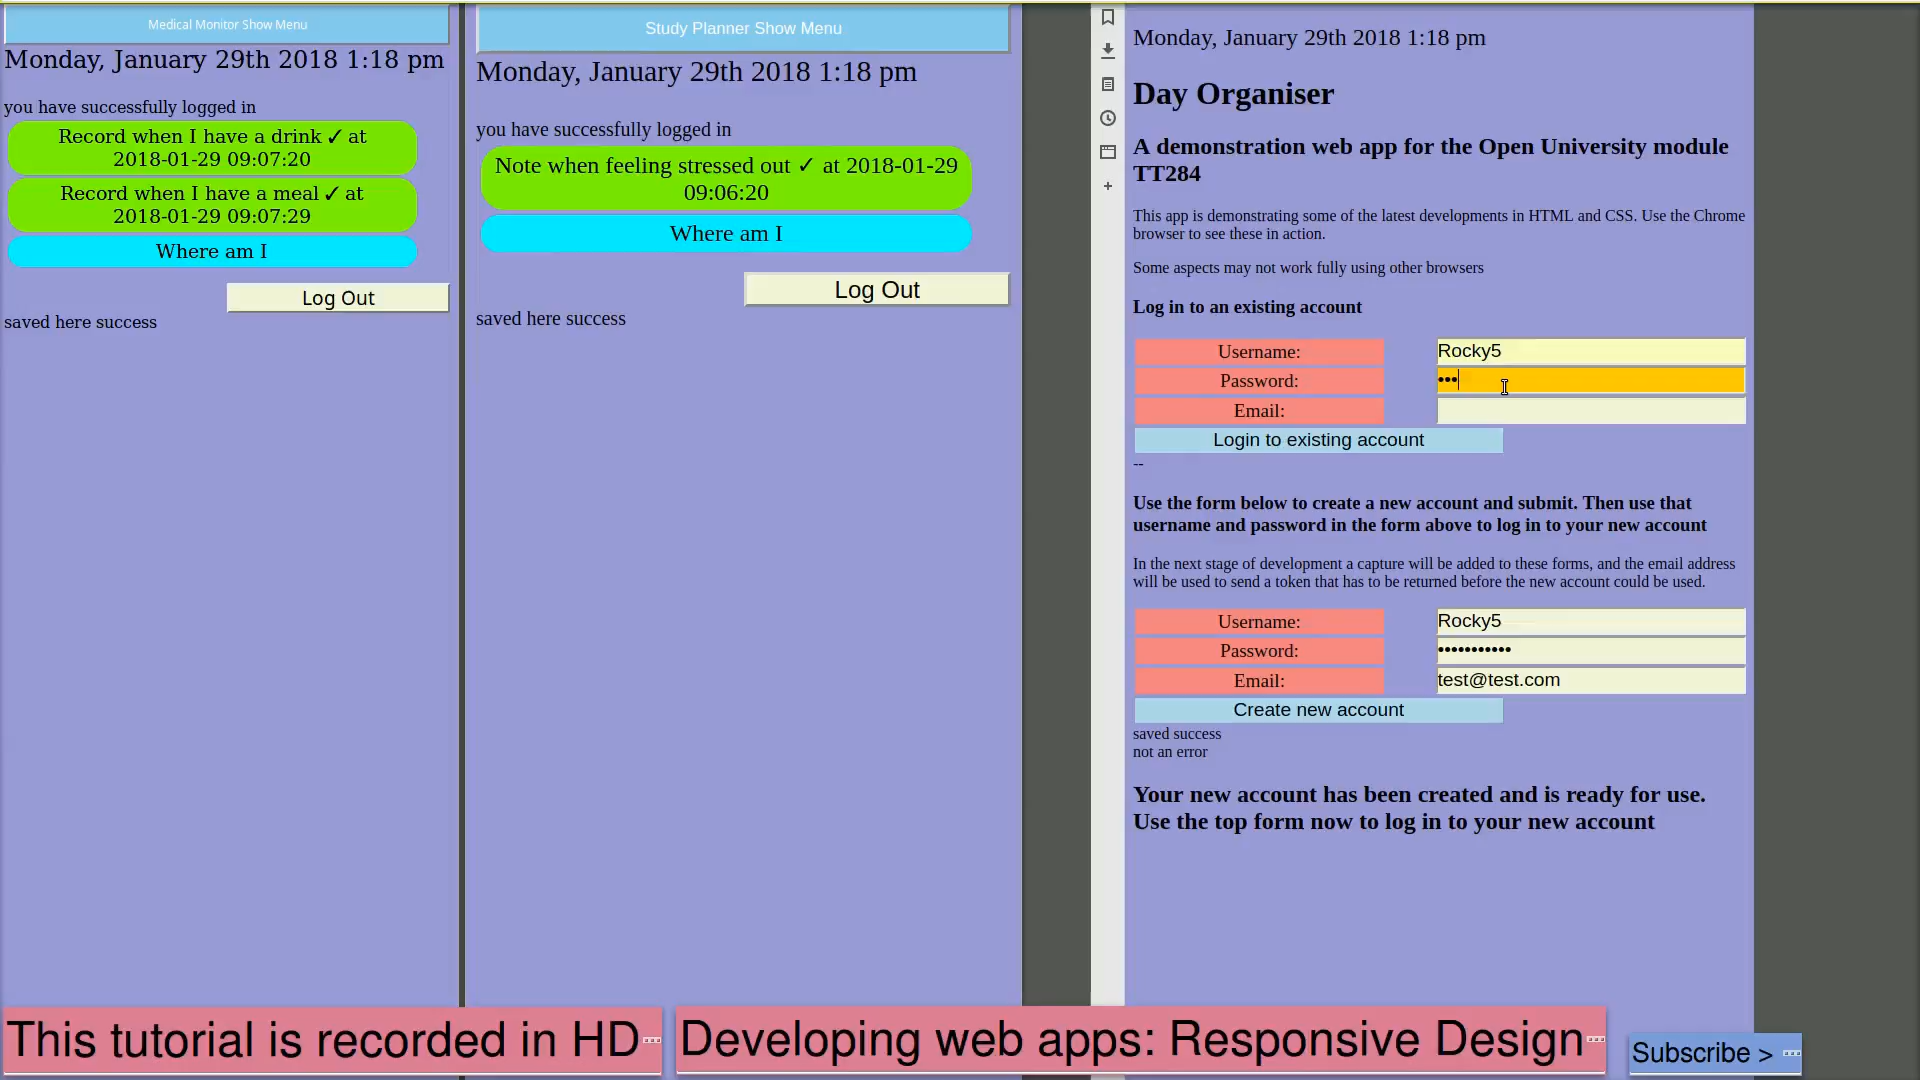 Medical Monitor Show Menu
Monday, January 29th 2018 1:18 pm
you have successfully logged in
Record when I have a drink ✓ at
2018-01-29 09:07:20
Record when I have a meal ✓ at
2018-01-29 09:07:29
Where am I
Log Out
saved here success
Study Planner Show Menu
Monday, January 29th 2018 1:18 pm
you have successfully logged in
Note when feeling stressed out ✓ at 2018-01-29
09:06:20
Where am I
Log Out
saved here success
Monday, January 29th 2018 1:18 pm
Day Organiser
A demonstration web app for the Open University module
TT284
This app is demonstrating some of the latest developments in HTML and CSS. Use the Chrome
browser to see these in action.
Some aspects may not work fully using other browsers
Log in to an existing account
Username: Rocky5
Password: •••
Email:
Login to existing account
--
Use the form below to create a new account and submit. Then use that
username and password in the form above to log in to your new account
In the next stage of development a capture will be added to these forms, and the email address
will be used to send a token that has to be returned before the new account could be used.
Username: Rocky5
Password: •••••••••••
Email: test@test.com
Create new account
saved success
not an error
Your new account has been created and is ready for use.
Use the top form now to log in to your new account
This tutorial is recorded in HD
Developing web apps: Responsive Design
Subscribe >